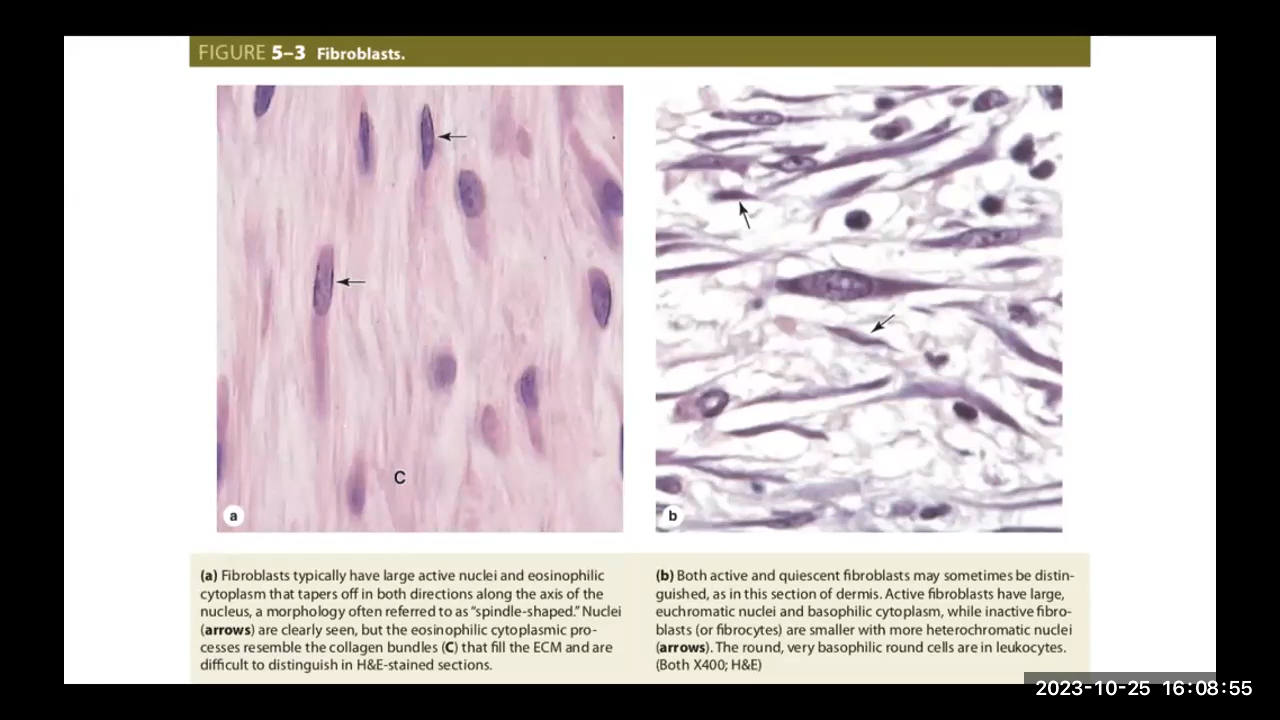 FIGURE 5–3 Fibroblasts.
C
a
b
(a) Fibroblasts typically have large active nuclei and eosinophilic
cytoplasm that tapers off in both directions along the axis of the
nucleus, a morphology often referred to as “spindle-shaped.” Nuclei
(arrows) are clearly seen, but the eosinophilic cytoplasmic pro-
cesses resemble the collagen bundles (C) that fill the ECM and are
difficult to distinguish in H&E-stained sections.
(b) Both active and quiescent fibroblasts may sometimes be distin-
guished, as in this section of dermis. Active fibroblasts have large,
euchromatic nuclei and basophilic cytoplasm, while inactive fibro-
blasts (or fibrocytes) are smaller with more heterochromatic nuclei
(arrows). The round, very basophilic round cells are in leukocytes.
(Both X400; H&E)
2023-10-25 16:08:55